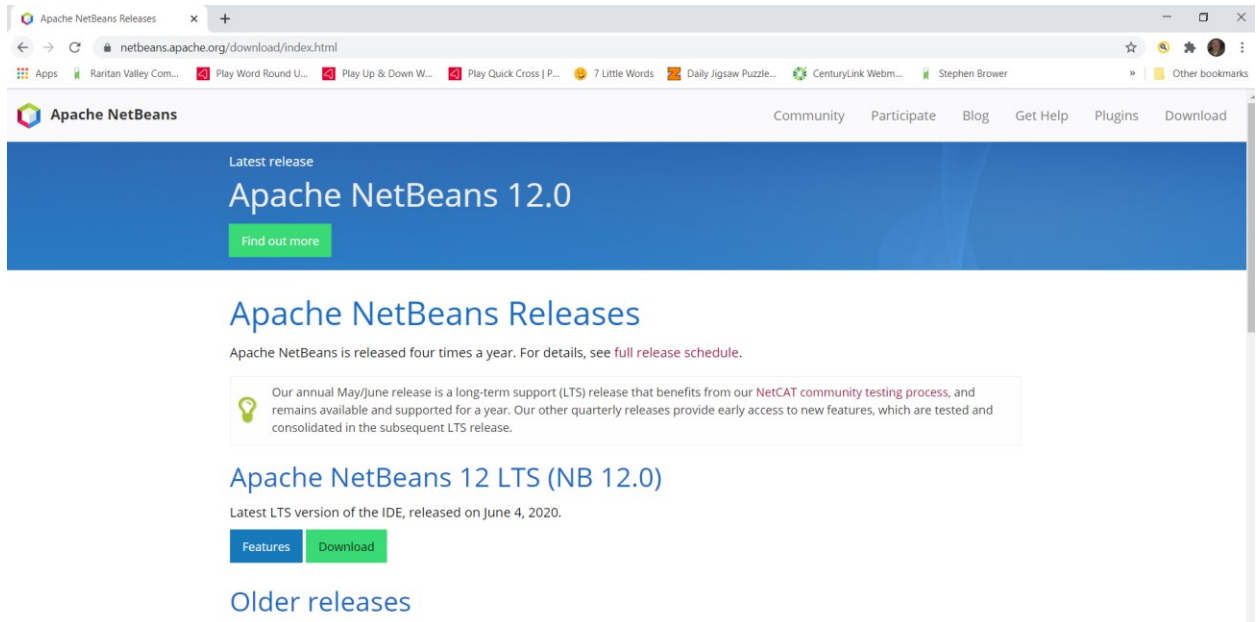 Apache NetBeans Releases
netbeans.apache.org/download/index.html
Apps Raritan Valley Com... Play Word Round U... Play Up & Down W... Play Quick Cross | P... 7 Little Words Daily Jigsaw Puzzle... CenturyLink Webm... Stephen Brower » Other bookmarks
Apache NetBeans Community Participate Blog Get Help Plugins Download
Latest release
Apache NetBeans 12.0
Find out more
Apache NetBeans Releases
Apache NetBeans is released four times a year. For details, see full release schedule.
Our annual May/June release is a long-term support (LTS) release that benefits from our NetCAT community testing process, and
remains available and supported for a year. Our other quarterly releases provide early access to new features, which are tested and
consolidated in the subsequent LTS release.
Apache NetBeans 12 LTS (NB 12.0)
Latest LTS version of the IDE, released on June 4, 2020.
Features Download
Older releases